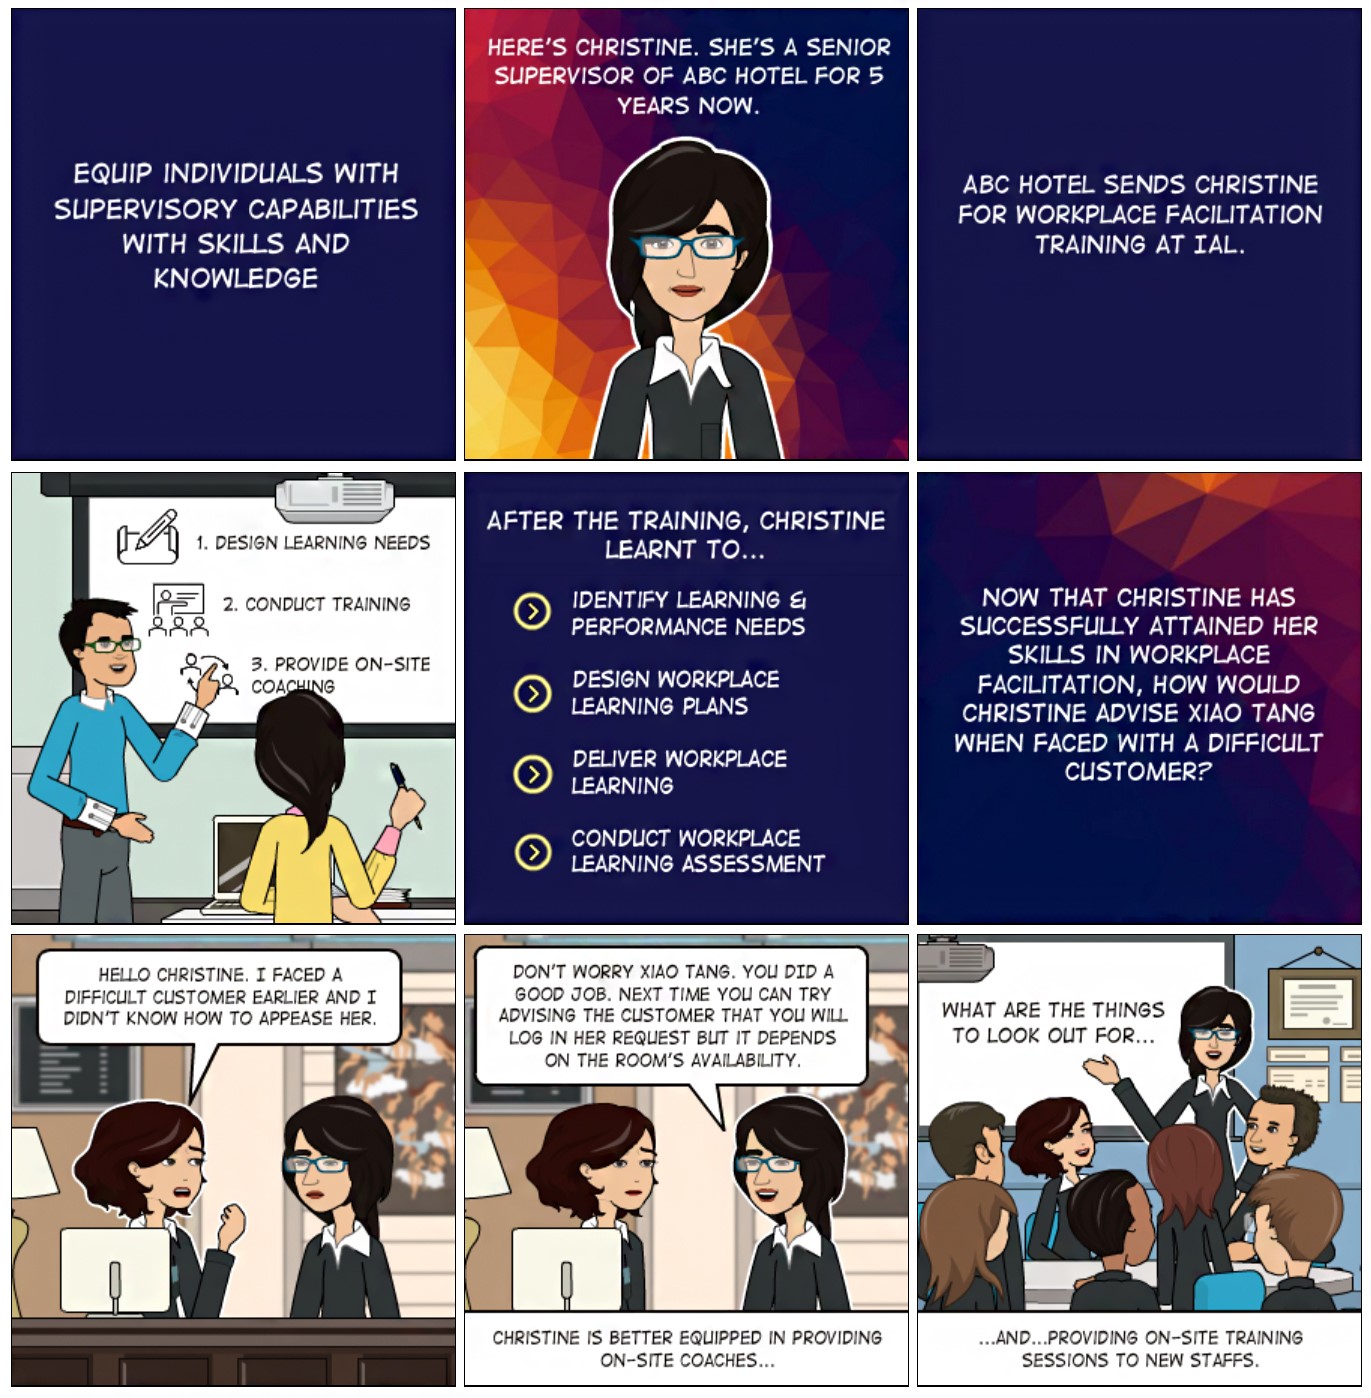 EQUIP INDIVIDUALS WITH
SUPERVISORY CAPABILITIES
WITH SKILLS AND
KNOWLEDGE
HERE'S CHRISTINE. SHE'S A SENIOR
SUPERVISOR OF ABC HOTEL FOR 5
YEARS NOW.
ABC HOTEL SENDS CHRISTINE
FOR WORKPLACE FACILITATION
TRAINING AT IAL.
1. DESIGN LEARNING NEEDS
2. CONDUCT TRAINING
3. PROVIDE ON-SITE
COACHING
AFTER THE TRAINING, CHRISTINE
LEARNT TO...
IDENTIFY LEARNING &
PERFORMANCE NEEDS
DESIGN WORKPLACE
LEARNING PLANS
DELIVER WORKPLACE
LEARNING
CONDUCT WORKPLACE
LEARNING ASSESSMENT
NOW THAT CHRISTINE HAS
SUCCESSFULLY ATTAINED HER
SKILLS IN WORKPLACE
FACILITATION, HOW WOULD
CHRISTINE ADVISE XIAO TANG
WHEN FACED WITH A DIFFICULT
CUSTOMER?
HELLO CHRISTINE. I FACED A
DIFFICULT CUSTOMER EARLIER AND I
DIDN'T KNOW HOW TO APPEASE HER.
DON'T WORRY XIAO TANG. YOU DID A
GOOD JOB. NEXT TIME YOU CAN TRY
ADVISING THE CUSTOMER THAT YOU WILL
LOG IN HER REQUEST BUT IT DEPENDS
ON THE ROOM'S AVAILABILITY.
CHRISTINE IS BETTER EQUIPPED IN PROVIDING
ON-SITE COACHES...
WHAT ARE THE THINGS
TO LOOK OUT FOR...
...AND...PROVIDING ON-SITE TRAINING
SESSIONS TO NEW STAFFS.